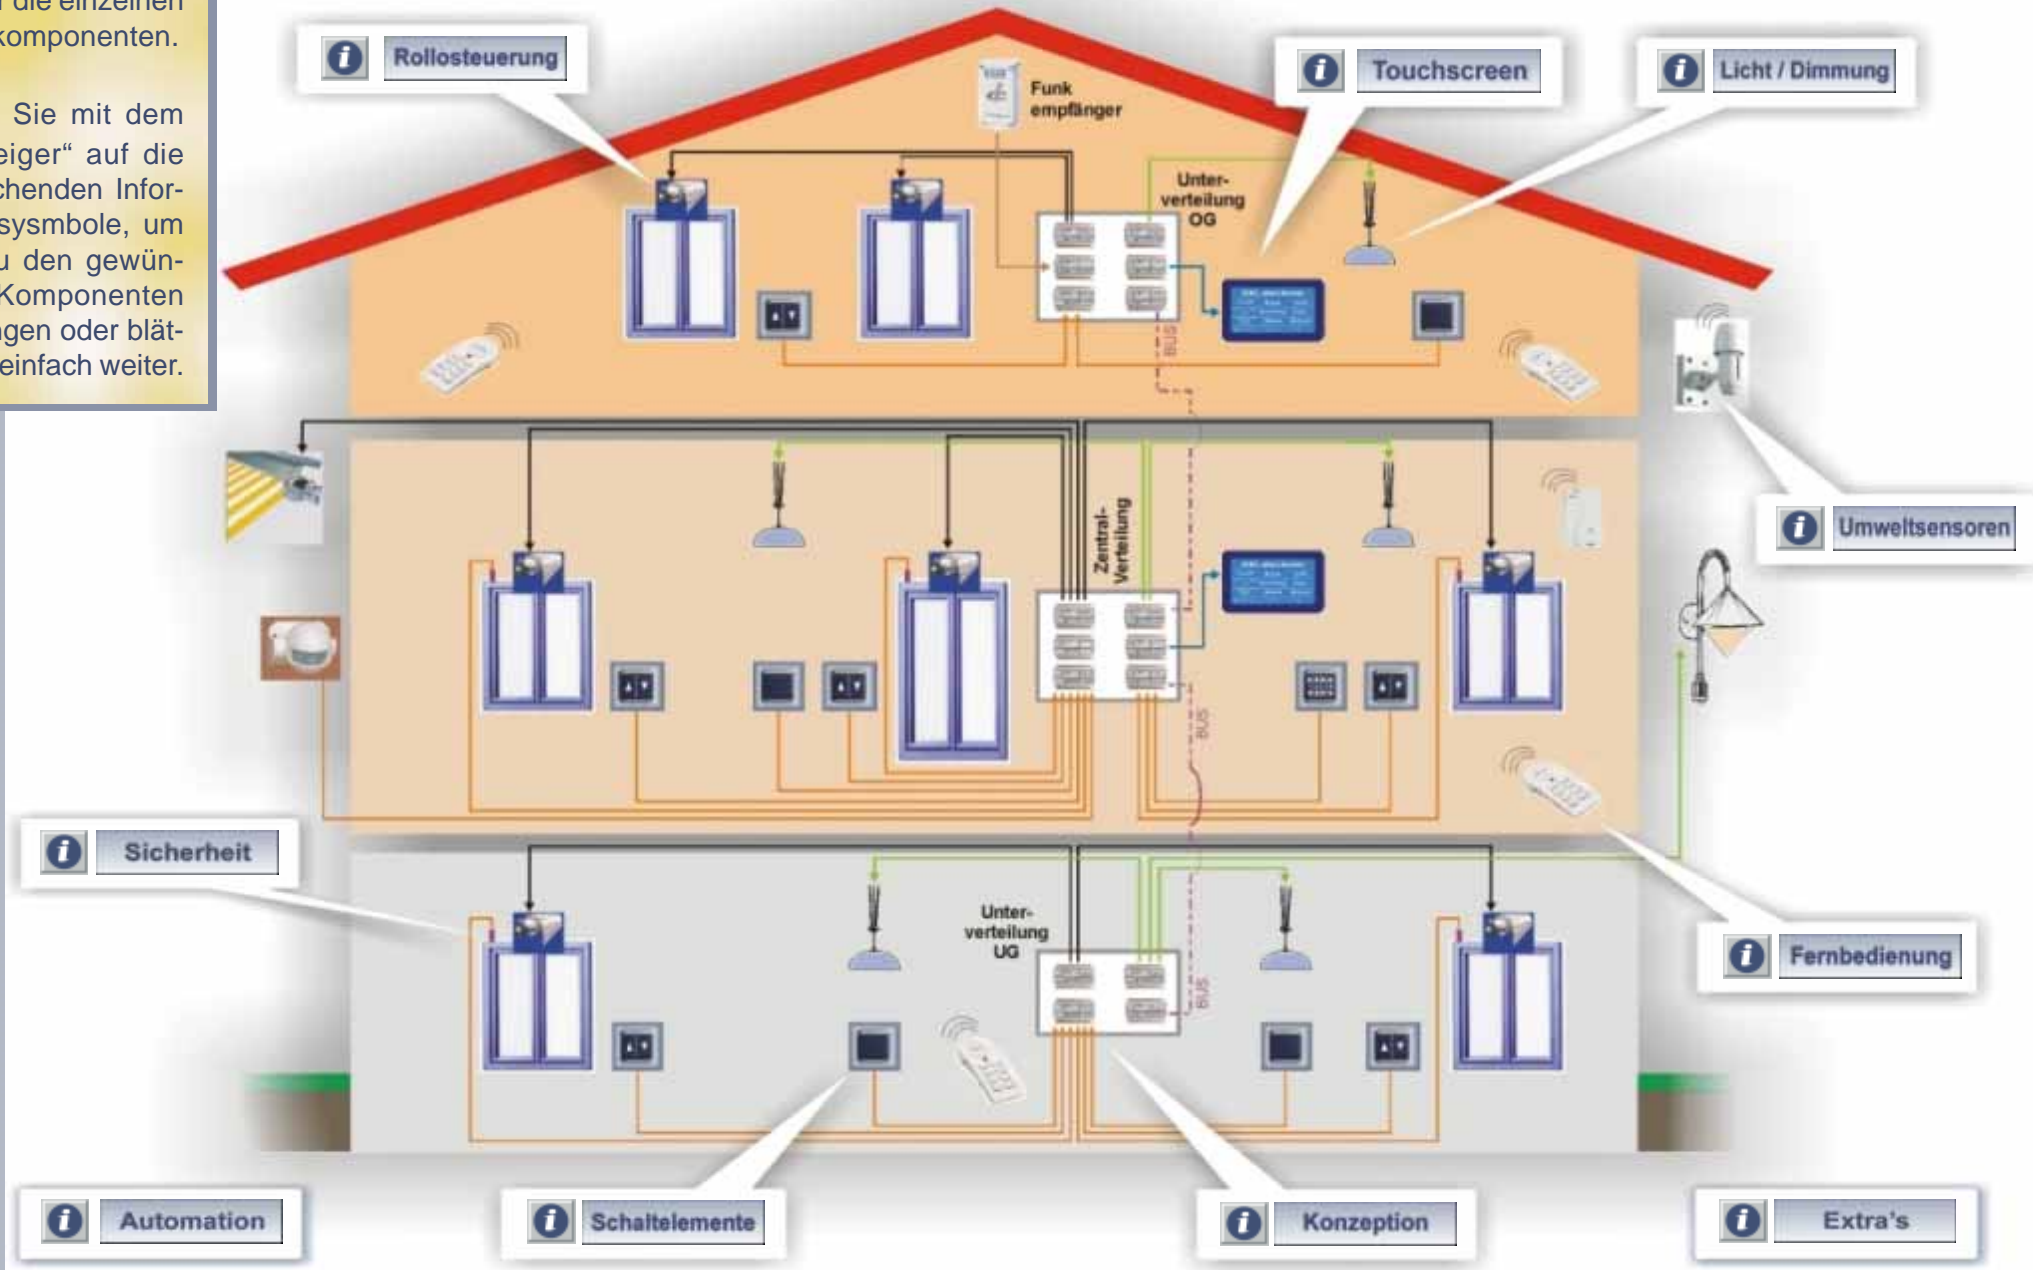 die einzelnen
komponenten.
Sie mit dem
eiger“ auf die
chenden Infor-
sysmbole, um
u den gewün-
Komponenten
ngen oder blät-
einfach weiter.
Rollosteuerung
Touchscreen
Licht / Dimmung
Funk
empfänger
Unter-
verteilung
OG
BUS
Umweltsensoren
Zentral-
Verteilung
BUS
Sicherheit
Unter-
verteilung
UG
BUS
Fernbedienung
Automation
Schaltelemente
Konzeption
Extra's